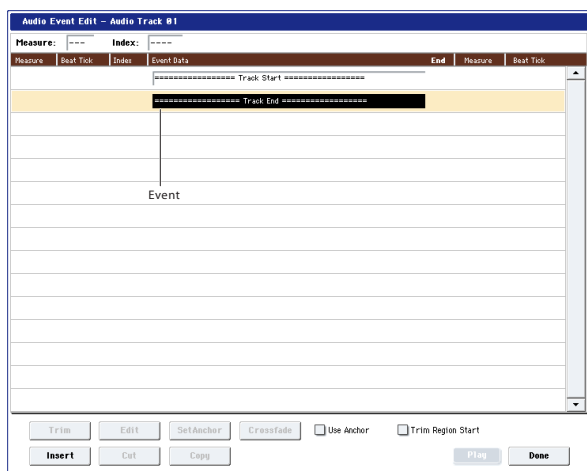 Audio Event Edit – Audio Track 01
Measure: --- Index: ----
Measure Beat Tick Index Event Data End Measure Beat Tick
================= Track Start =================
================== Track End ==================
Event
Trim Edit SetAnchor Crossfade Use Anchor Trim Region Start
Insert Cut Copy Play Done